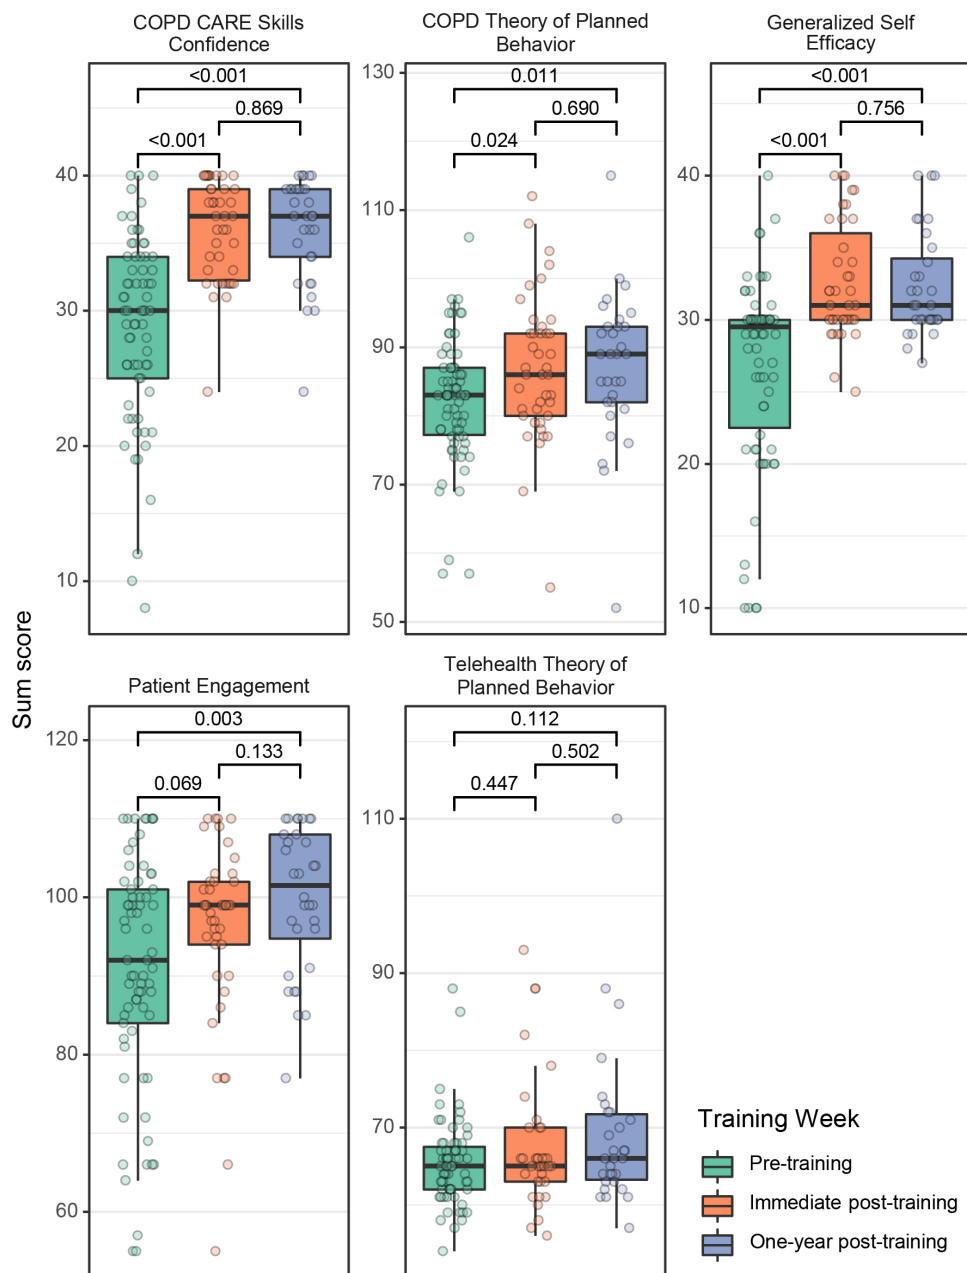 COPD CARE Skills
Confidence
COPD Theory of Planned
Behavior
Generalized Self
Efficacy
<0.001
0.869
<0.001
40
30
20
10
0.011
0.690
0.024
130
110
90
70
50
<0.001
0.756
<0.001
40
30
20
10
Sum score
Patient Engagement
Telehealth Theory of
Planned Behavior
0.003
0.133
0.069
120
100
80
60
0.112
0.502
0.447
110
90
70
Training Week
Pre-training
Immediate post-training
One-year post-training